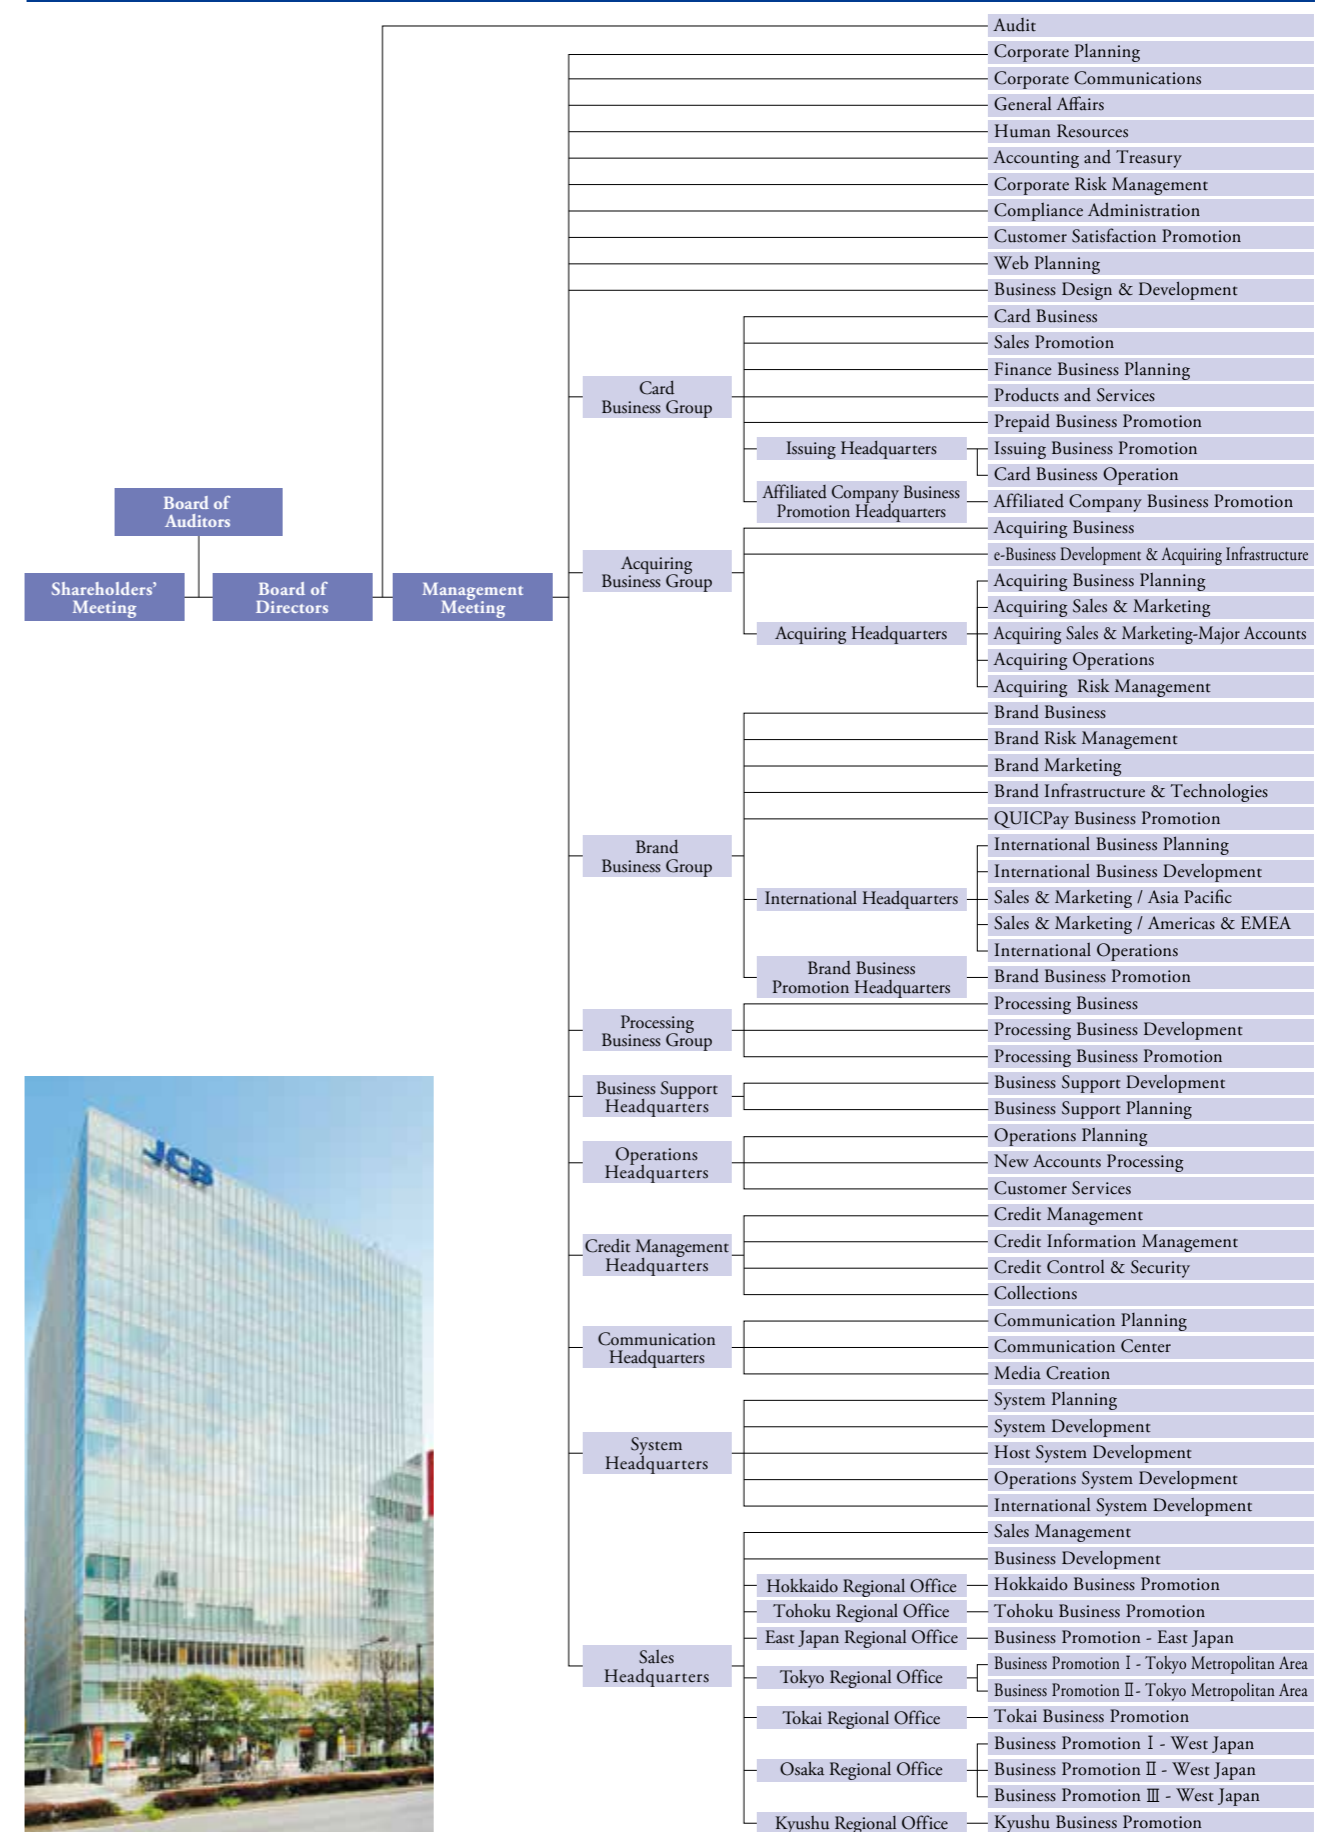 Audit
Corporate Planning
Corporate Communications
General Affairs
Human Resources
Accounting and Treasury
Corporate Risk Management
Compliance Administration
Customer Satisfaction Promotion
Web Planning
Business Design & Development
Card
Business Group
Card Business
Sales Promotion
Finance Business Planning
Products and Services
Prepaid Business Promotion
Issuing Headquarters
Issuing Business Promotion
Card Business Operation
Affiliated Company Business
Promotion Headquarters
Affiliated Company Business Promotion
Board of
Auditors
Shareholders'
Meeting
Board of
Directors
Management
Meeting
Acquiring
Business Group
Acquiring Business
e-Business Development & Acquiring Infrastructure
Acquiring Headquarters
Acquiring Business Planning
Acquiring Sales & Marketing
Acquiring Sales & Marketing-Major Accounts
Acquiring Operations
Acquiring Risk Management
Brand
Business Group
Brand Business
Brand Risk Management
Brand Marketing
Brand Infrastructure & Technologies
QUICPay Business Promotion
International Headquarters
International Business Planning
International Business Development
Sales & Marketing / Asia Pacific
Sales & Marketing / Americas & EMEA
International Operations
Brand Business
Promotion Headquarters
Brand Business Promotion
Processing
Business Group
Processing Business
Processing Business Development
Processing Business Promotion
Business Support
Headquarters
Business Support Development
Business Support Planning
Operations
Headquarters
Operations Planning
New Accounts Processing
Customer Services
Credit Management
Headquarters
Credit Management
Credit Information Management
Credit Control & Security
Collections
Communication
Headquarters
Communication Planning
Communication Center
Media Creation
System
Headquarters
System Planning
System Development
Host System Development
Operations System Development
International System Development
Sales
Headquarters
Sales Management
Business Development
Hokkaido Regional Office
Hokkaido Business Promotion
Tohoku Regional Office
Tohoku Business Promotion
East Japan Regional Office
Business Promotion - East Japan
Tokyo Regional Office
Business Promotion Ⅰ - Tokyo Metropolitan Area
Business Promotion Ⅱ- Tokyo Metropolitan Area
Tokai Regional Office
Tokai Business Promotion
Osaka Regional Office
Business Promotion Ⅰ - West Japan
Business Promotion Ⅱ - West Japan
Business Promotion Ⅲ - West Japan
Kyushu Regional Office
Kyushu Business Promotion
JCB